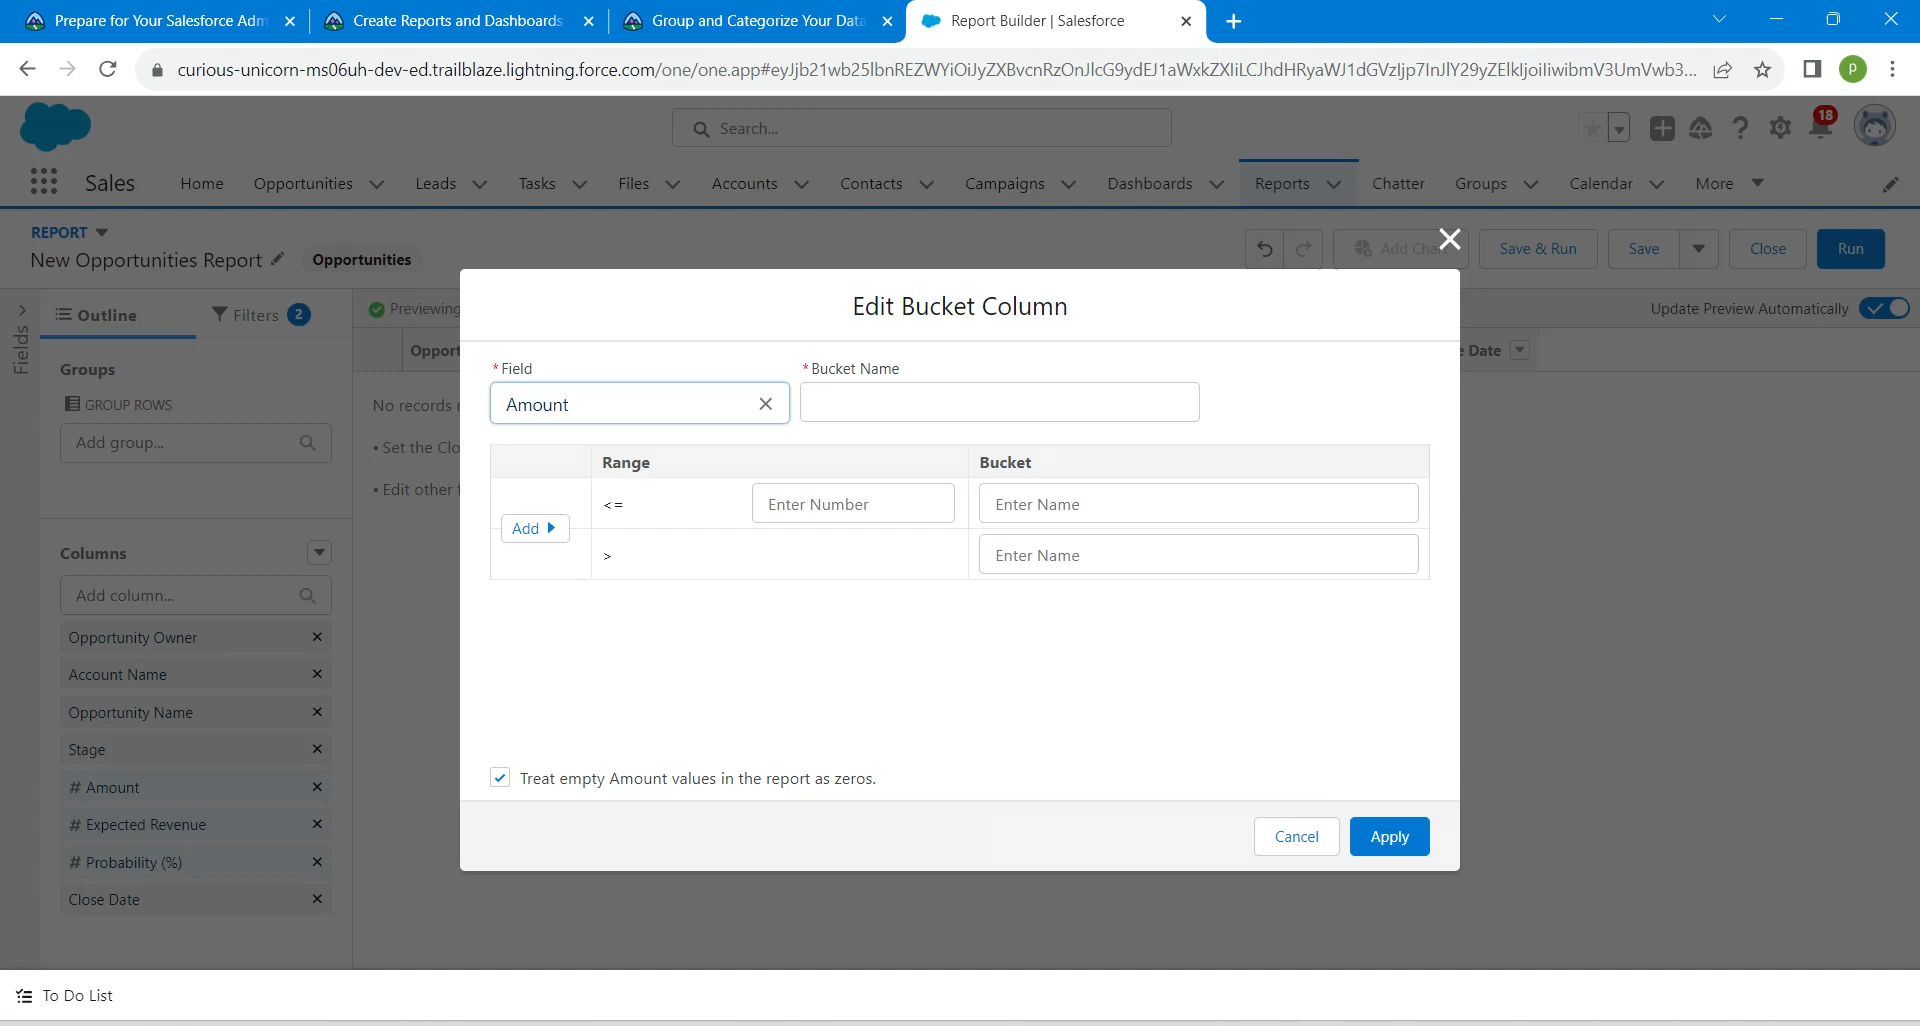 Prepare for Your Salesforce Adm
Create Reports and Dashboards
Group and Categorize Your Data
Report Builder | Salesforce
curious-unicorn-ms06uh-dev-ed.trailblaze.lightning.force.com/one/one.app#eyJjb21wb25lbnREZWYiOiJyZXBvcnRzOnJlcG9ydEJ1aWxkZXIiLCJhdHRyaWJ1dGVzIjp7InJlY29yZElkIjoiIiwibmV3UmVwb3...
P
Search...
18
Sales
Home
Opportunities
Leads
Tasks
Files
Accounts
Contacts
Campaigns
Dashboards
Reports
Chatter
Groups
Calendar
More
REPORT
New Opportunities Report
Opportunities
Add Cha
Save & Run
Save
Close
Run
Fields
Outline
Filters 2
Previewing
Update Preview Automatically
Groups
GROUP ROWS
Add group...
Opport
Date
No records
• Set the Clo
• Edit other
Columns
Add column...
Opportunity Owner
Account Name
Opportunity Name
Stage
# Amount
# Expected Revenue
# Probability (%)
Close Date
Edit Bucket Column
* Field
* Bucket Name
Amount
Range
Bucket
<=
Enter Number
Enter Name
Add
>
Enter Name
Treat empty Amount values in the report as zeros.
Cancel
Apply
To Do List